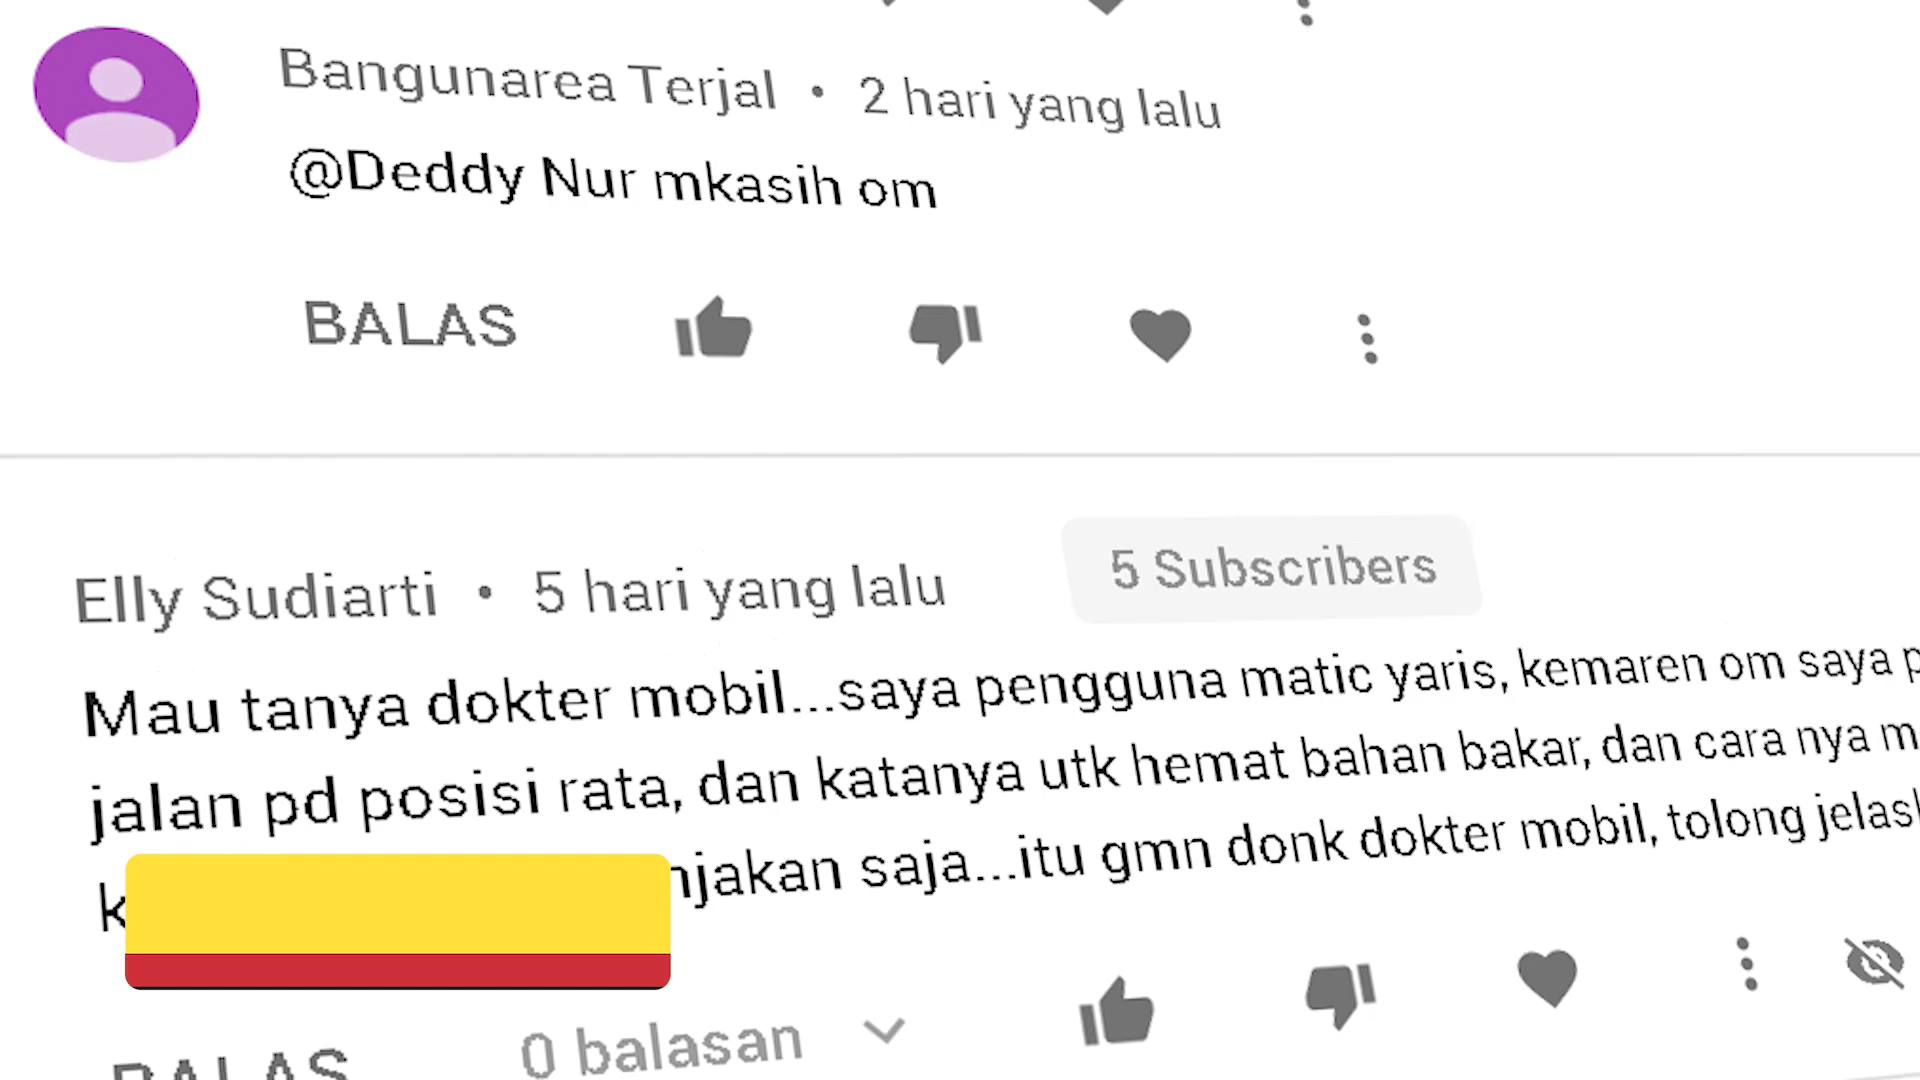 Bangunarea Terjal • 2 hari yang lalu
@Deddy Nur mkasih om
BALAS
Elly Sudiarti • 5 hari yang lalu 5 Subscribers
Mau tanya dokter mobil...saya pengguna matic yaris, kemaren om saya
jalan pd posisi rata, dan katanya utk hemat bahan bakar, dan cara nya
saja...itu gmn donk dokter mobil, tolong
BALAS 0 balasan